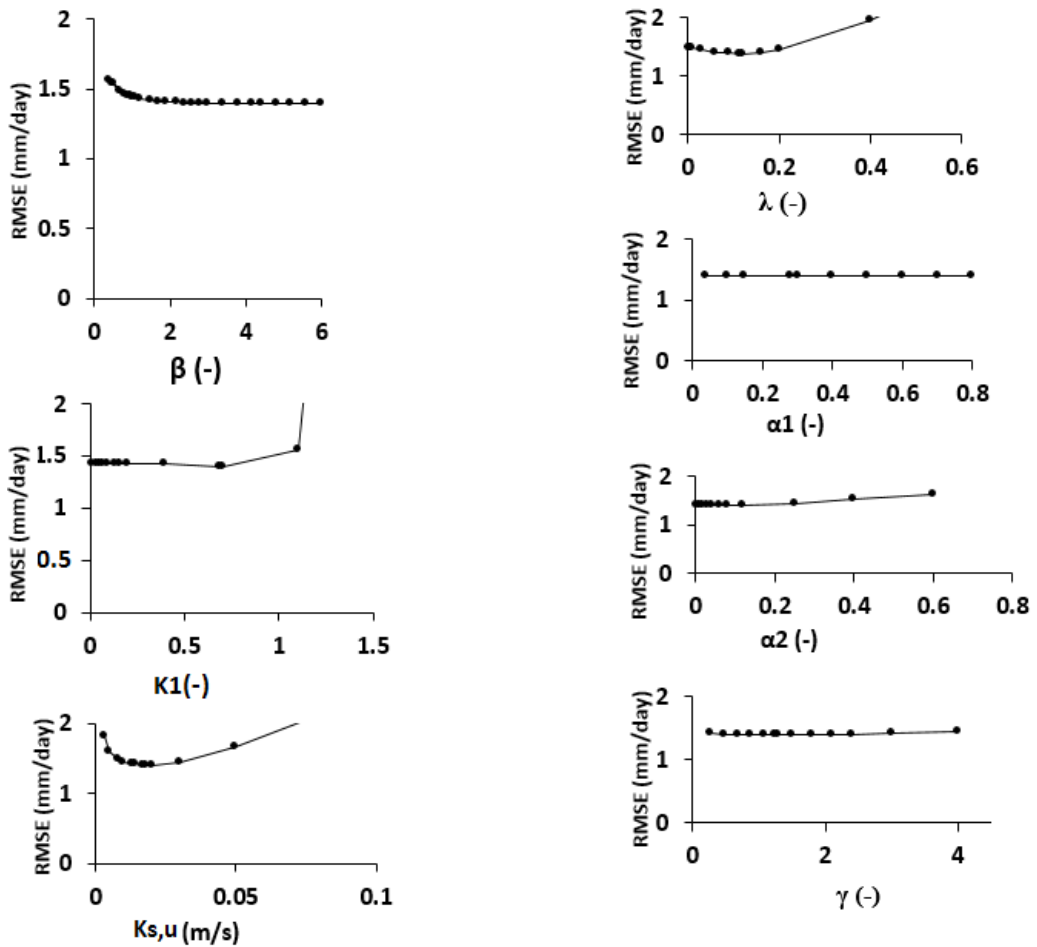 2
1.5
1
0.5
0
RMSE (mm/day)
0 2 4 6
β (-)
2
1.5
1
0.5
0
RMSE (mm/day)
0 0.5 1 1.5
K1(-)
2
1
0
RMSE (mm/day)
0 0.05 0.1
Ks,u (m/s)
2
1
0
RMSE (mm/day)
0 0.2 0.4 0.6
λ (-)
2
1
0
RMSE (mm/day)
0 0.2 0.4 0.6 0.8
α1 (-)
2
1
0
RMSE (mm/day)
0 0.2 0.4 0.6 0.8
α2 (-)
2
1
0
RMSE (mm/day)
0 2 4
γ (-)